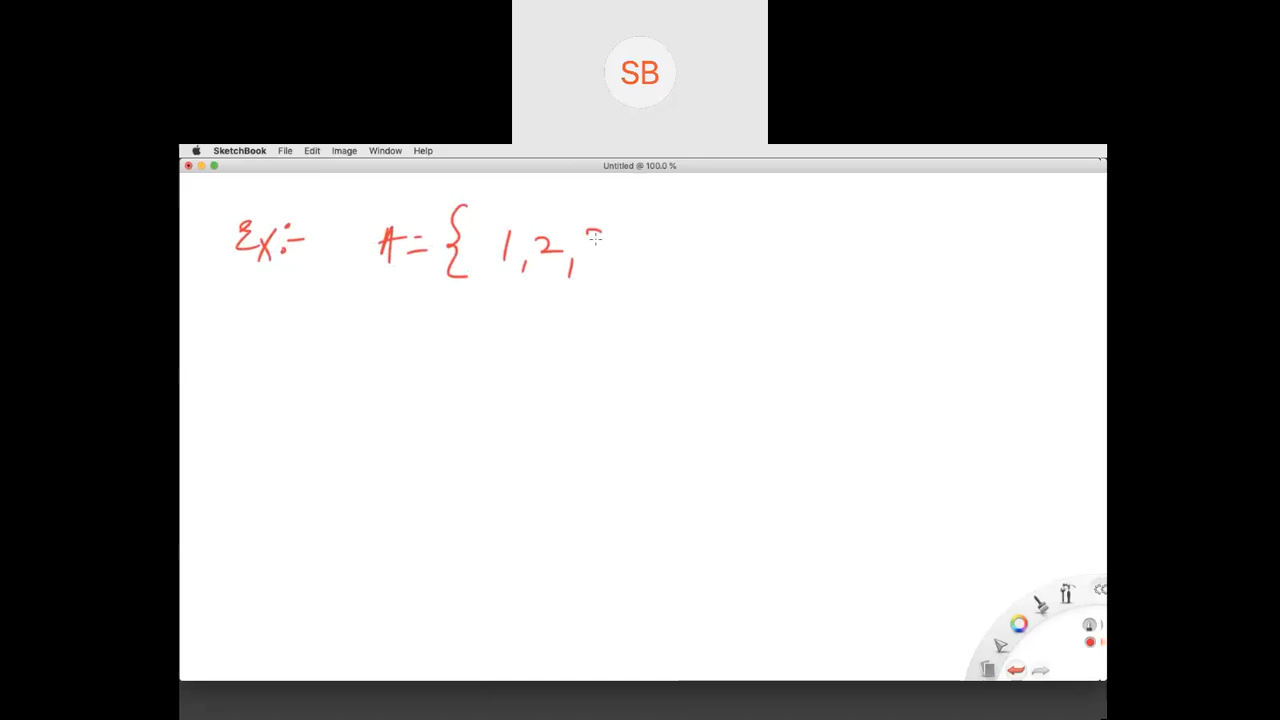 SB
SketchBook File Edit Image Window Help
Untitled @ 100.0 %
Ex:- A = { 1, 2,